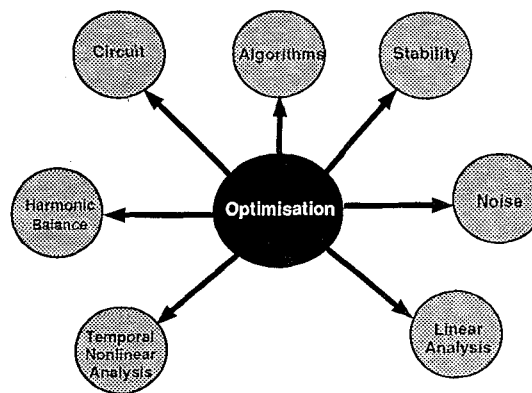 Circuit
Algorithms
Stability
Harmonic
Balance
Optimisation
Noise
Temporal
Nonlinear
Analysis
Linear
Analysis